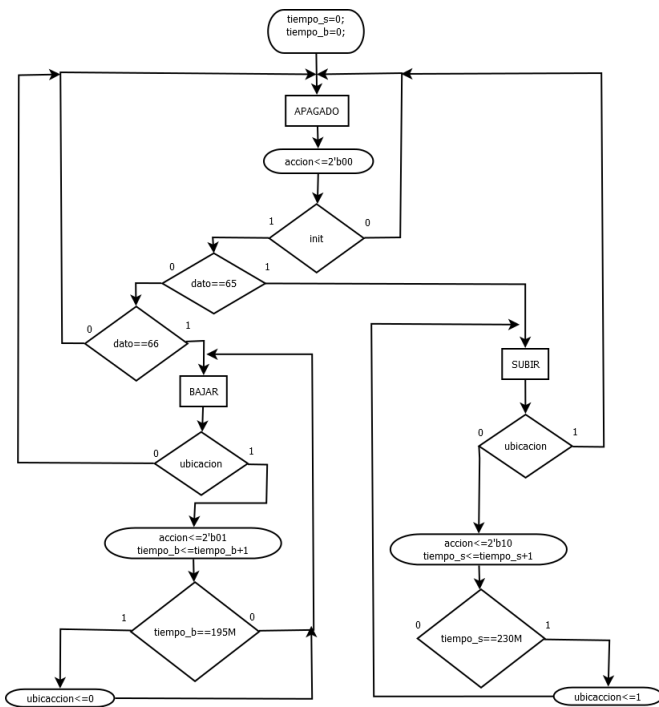 tiempo_s=0;
tiempo_b=0;
APAGADO
accion<=2'b00
1
0
init
0
1
dato==65
0
1
dato==66
SUBIR
BAJAR
0
1
ubicacion
0
1
ubicacion
accion<=2'b01
tiempo_b<=tiempo_b+1
accion<=2'b10
tiempo_s<=tiempo_s+1
1
0
tiempo_b==195M
0
1
tiempo_s==230M
ubicaccion<=0
ubicaccion<=1